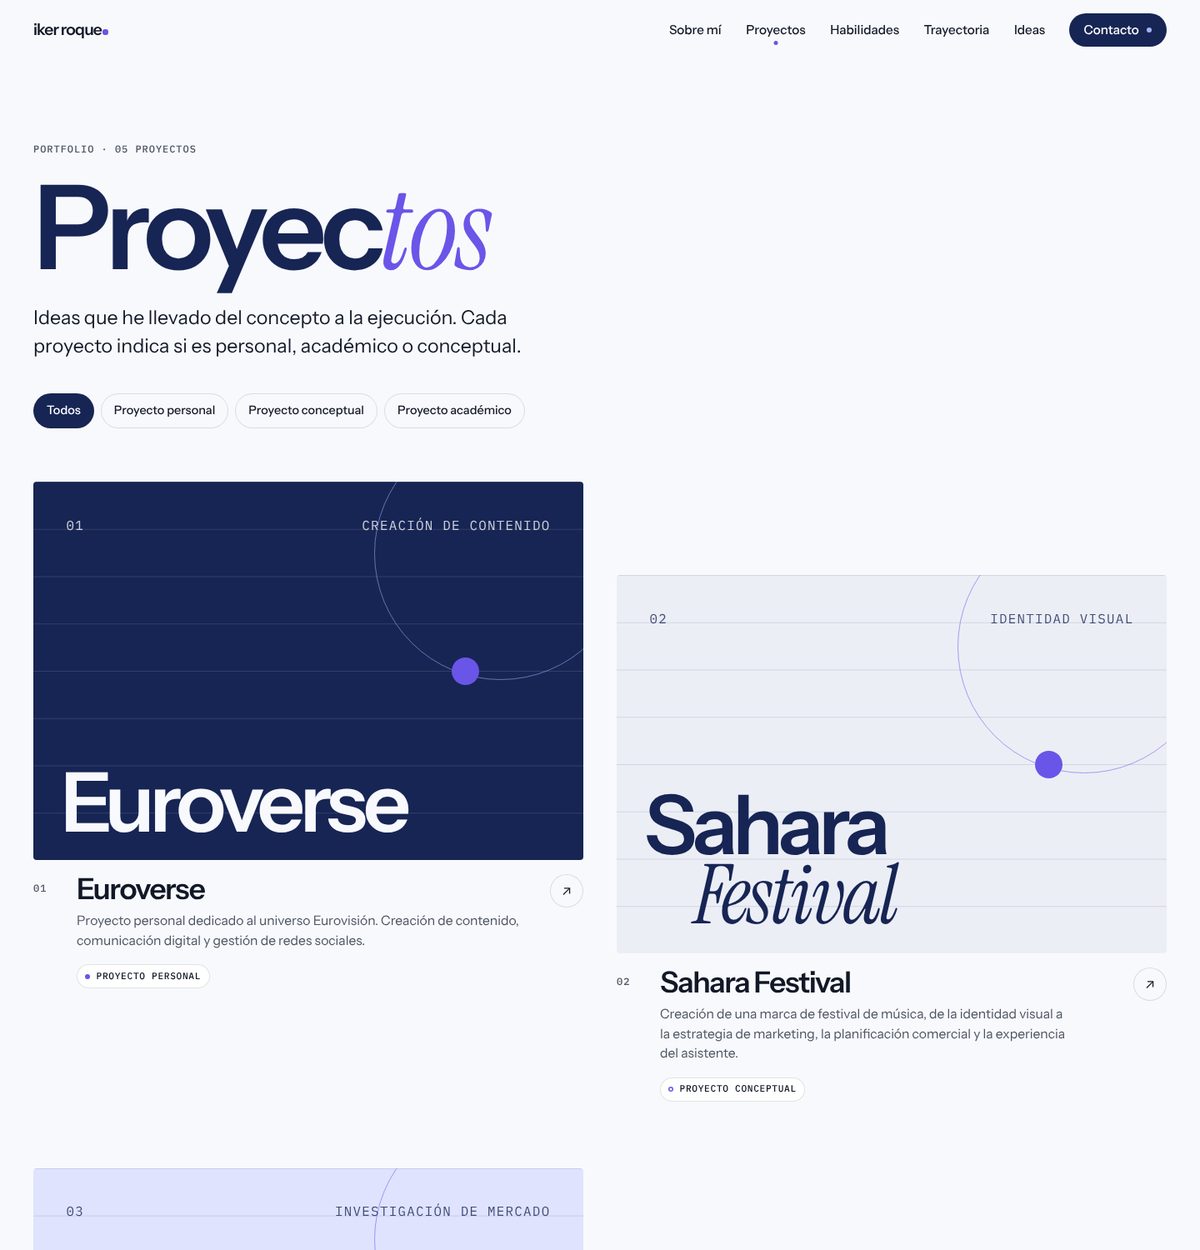 iker roque
Sobre mí
Proyectos
Habilidades
Trayectoria
Ideas
Contacto
PORTFOLIO · 05 PROYECTOS
Proyectos
Ideas que he llevado del concepto a la ejecución. Cada
proyecto indica si es personal, académico o conceptual.
Todos
Proyecto personal
Proyecto conceptual
Proyecto académico
01
CREACIÓN DE CONTENIDO
Euroverse
01
Euroverse
Proyecto personal dedicado al universo Eurovisión. Creación de contenido,
comunicación digital y gestión de redes sociales.
PROYECTO PERSONAL
02
IDENTIDAD VISUAL
Sahara
Festival
02
Sahara Festival
Creación de una marca de festival de música, de la identidad visual a
la estrategia de marketing, la planificación comercial y la experiencia
del asistente.
PROYECTO CONCEPTUAL
03
INVESTIGACIÓN DE MERCADO